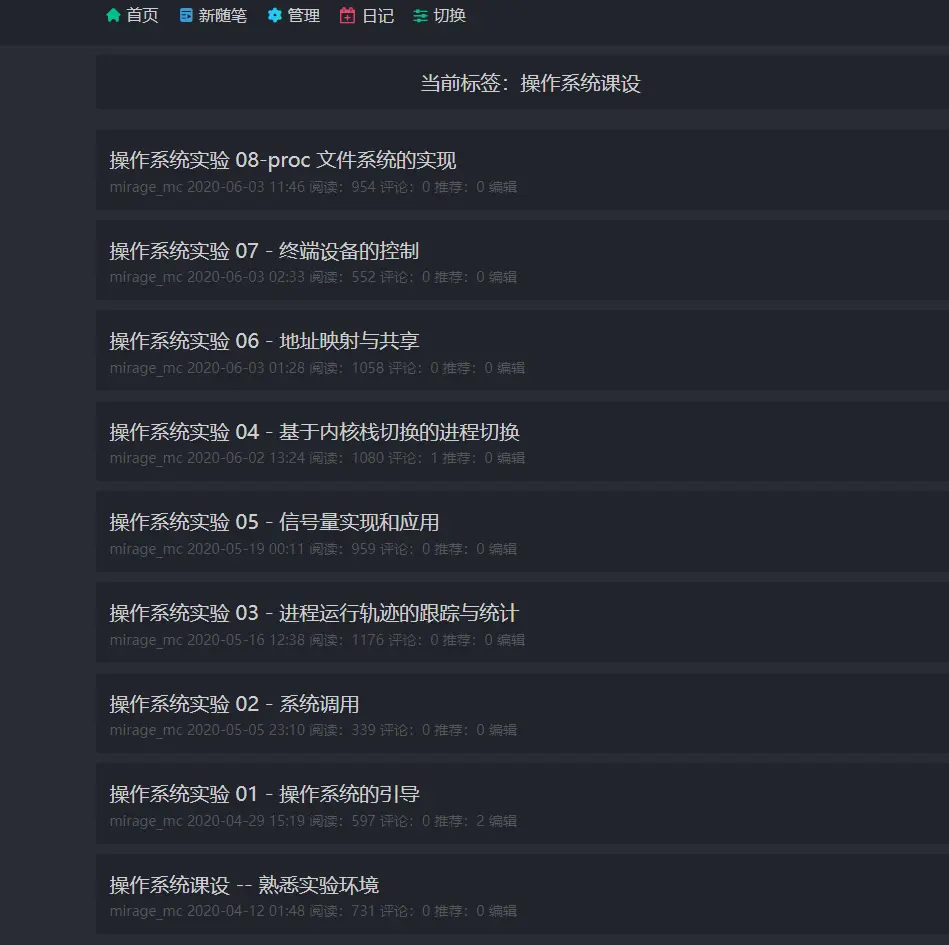 首页 新随笔 管理 日记 切换
当前标签：操作系统课设
操作系统实验 08-proc 文件系统的实现
mirage_mc 2020-06-03 11:46 阅读：954 评论：0 推荐：0 编辑
操作系统实验 07 - 终端设备的控制
mirage_mc 2020-06-03 02:33 阅读：552 评论：0 推荐：0 编辑
操作系统实验 06 - 地址映射与共享
mirage_mc 2020-06-03 01:28 阅读：1058 评论：0 推荐：0 编辑
操作系统实验 04 - 基于内核栈切换的进程切换
mirage_mc 2020-06-02 13:24 阅读：1080 评论：1 推荐：0 编辑
操作系统实验 05 - 信号量实现和应用
mirage_mc 2020-05-19 00:11 阅读：959 评论：0 推荐：0 编辑
操作系统实验 03 - 进程运行轨迹的跟踪与统计
mirage_mc 2020-05-16 12:38 阅读：1176 评论：0 推荐：0 编辑
操作系统实验 02 - 系统调用
mirage_mc 2020-05-05 23:10 阅读：339 评论：0 推荐：0 编辑
操作系统实验 01 - 操作系统的引导
mirage_mc 2020-04-29 15:19 阅读：597 评论：0 推荐：2 编辑
操作系统课设 -- 熟悉实验环境
mirage_mc 2020-04-12 01:48 阅读：731 评论：0 推荐：0 编辑